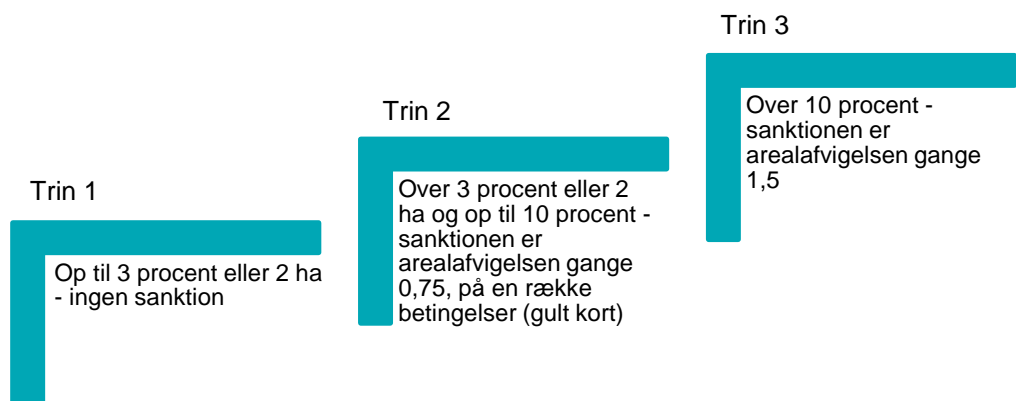 Trin 1
Op til 3 procent eller 2 ha
- ingen sanktion
Trin 2
Over 3 procent eller 2
ha og op til 10 procent -
sanktionen er
arealafvigelsen gange
0,75, på en række
betingelser (gult kort)
Trin 3
Over 10 procent -
sanktionen er
arealafvigelsen gange
1,5